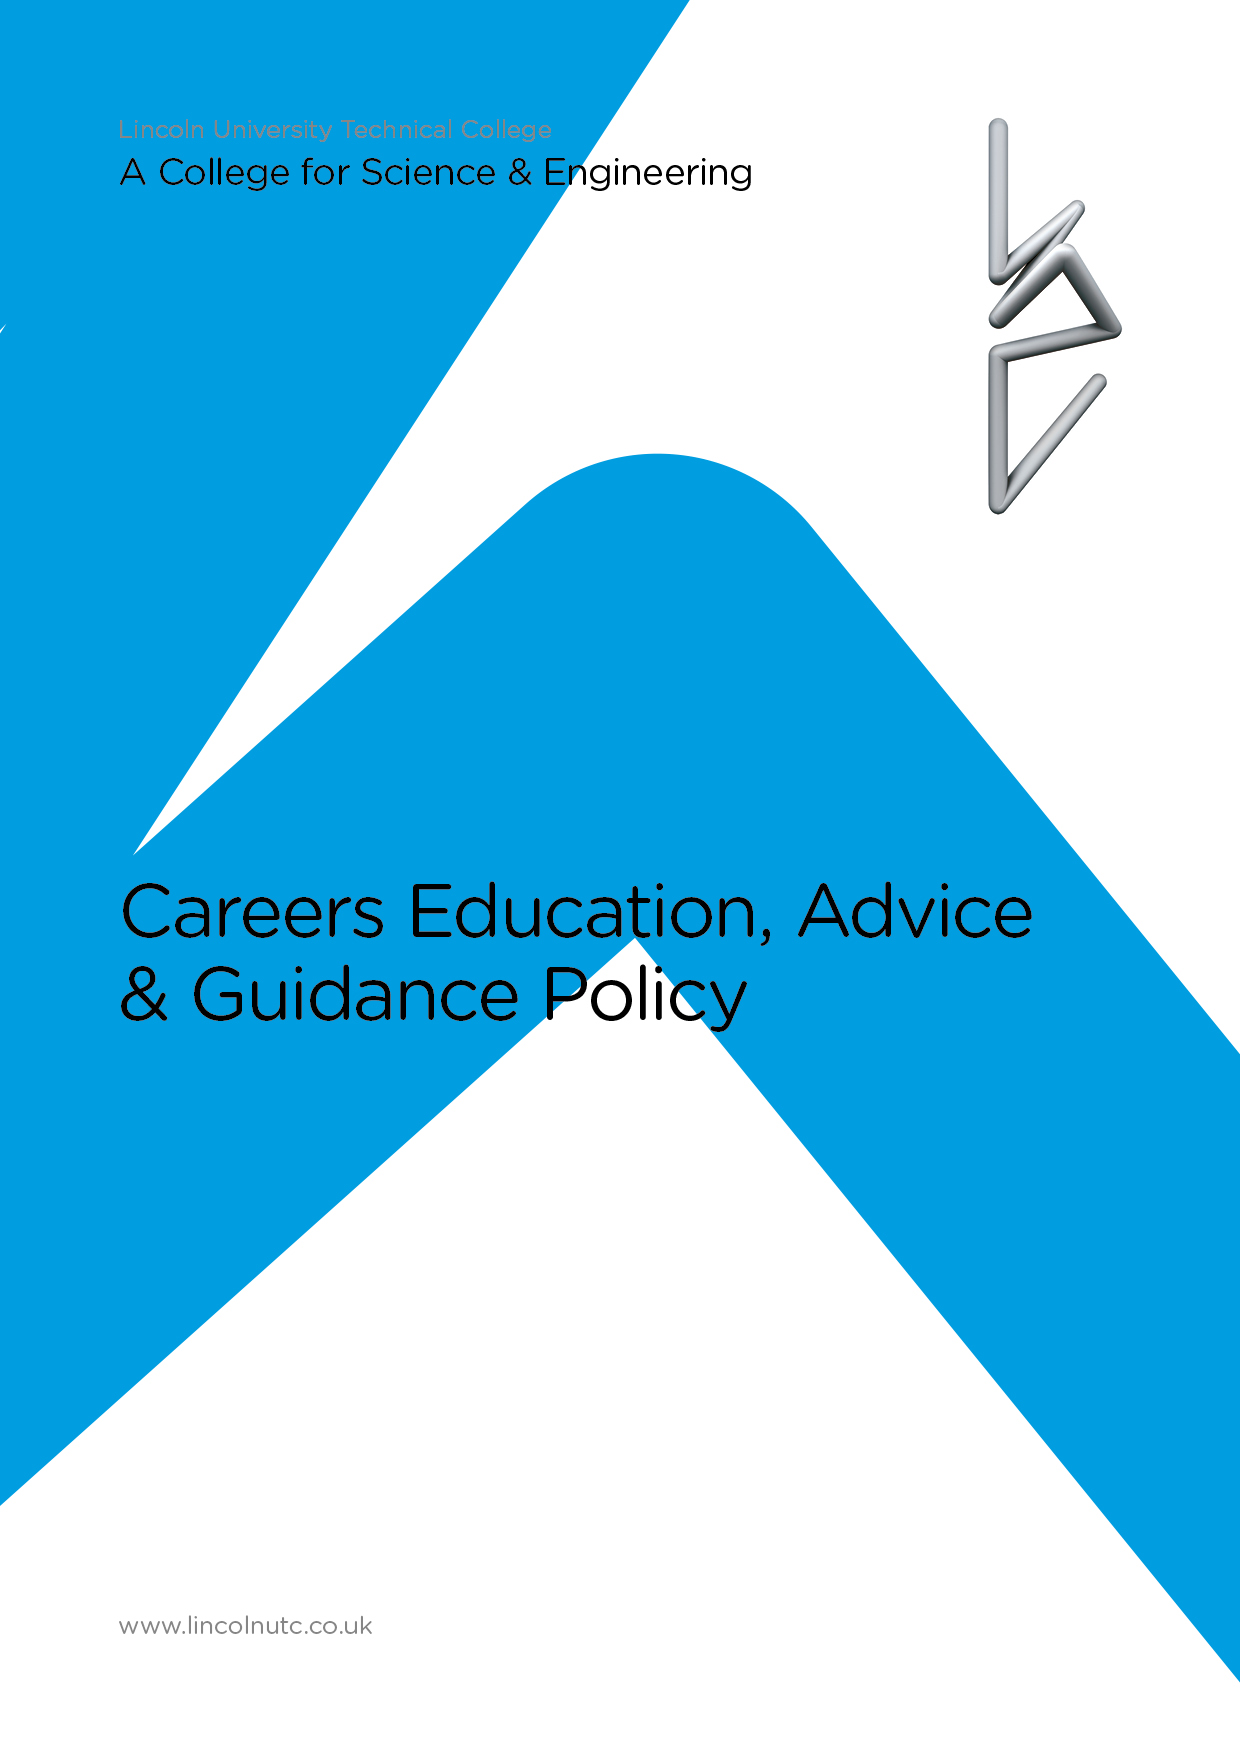 Lincoln University Technical College
A College for Science & Engineering
Careers Education, Advice
& Guidance Policy
www.lincolnutc.co.uk